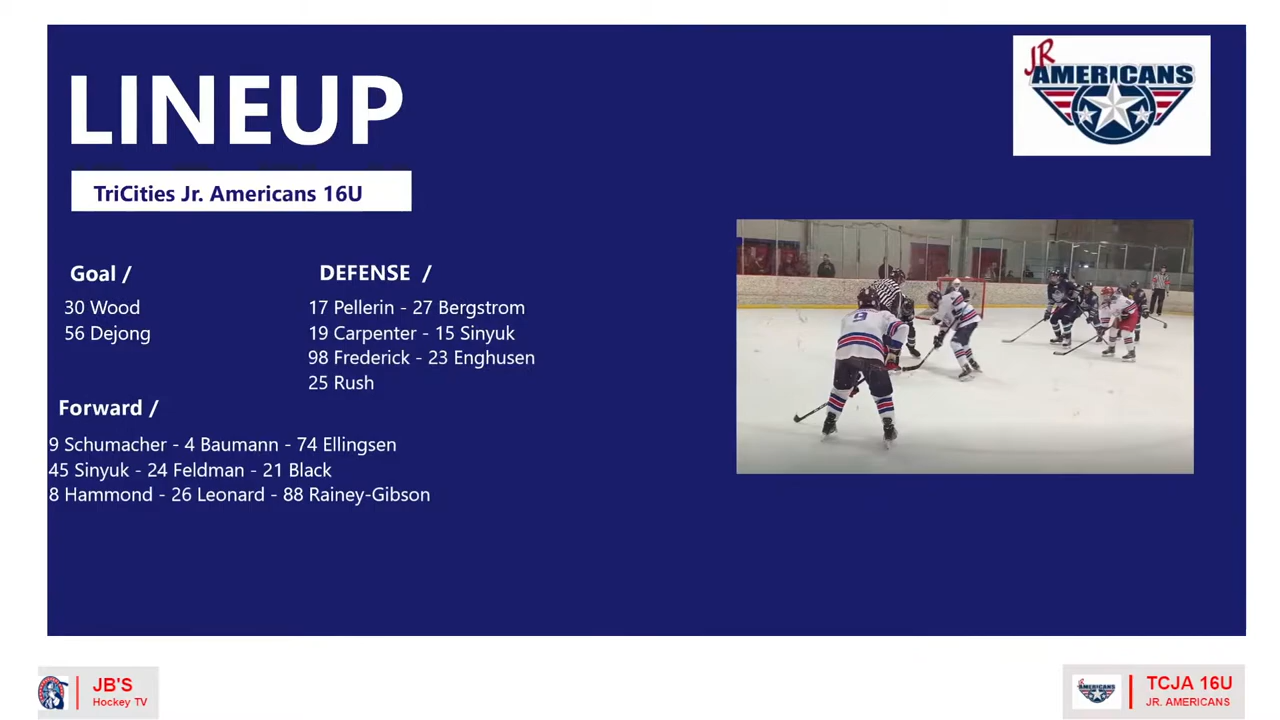 LINEUP
JR
AMERICANS
TriCities Jr. Americans 16U
Goal /
30 Wood
56 Dejong
DEFENSE /
17 Pellerin - 27 Bergstrom
19 Carpenter - 15 Sinyuk
98 Frederick - 23 Enghusen
25 Rush
Forward /
9 Schumacher - 4 Baumann - 74 Ellingsen
45 Sinyuk - 24 Feldman - 21 Black
8 Hammond - 26 Leonard - 88 Rainey-Gibson
9
JB'S
Hockey TV
AMERICANS
TCJA 16U
JR. AMERICANS